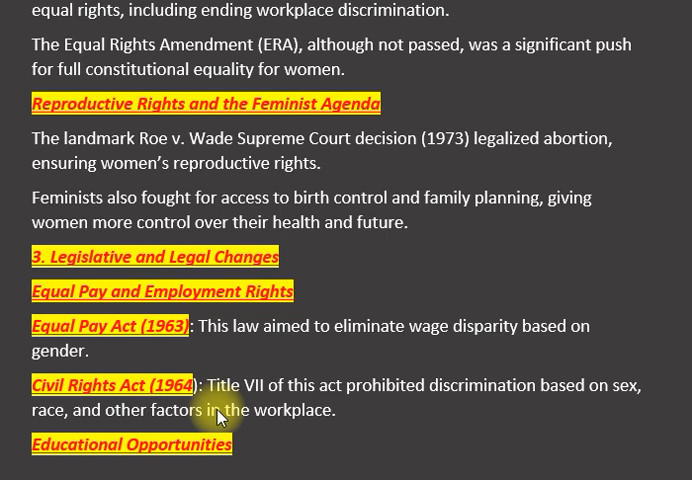 equal rights, including ending workplace discrimination.
The Equal Rights Amendment (ERA), although not passed, was a significant push
for full constitutional equality for women.
Reproductive Rights and the Feminist Agenda
The landmark Roe v. Wade Supreme Court decision (1973) legalized abortion,
ensuring women’s reproductive rights.
Feminists also fought for access to birth control and family planning, giving
women more control over their health and future.
3. Legislative and Legal Changes
Equal Pay and Employment Rights
Equal Pay Act (1963): This law aimed to eliminate wage disparity based on
gender.
Civil Rights Act (1964): Title VII of this act prohibited discrimination based on sex,
race, and other factors in the workplace.
Educational Opportunities